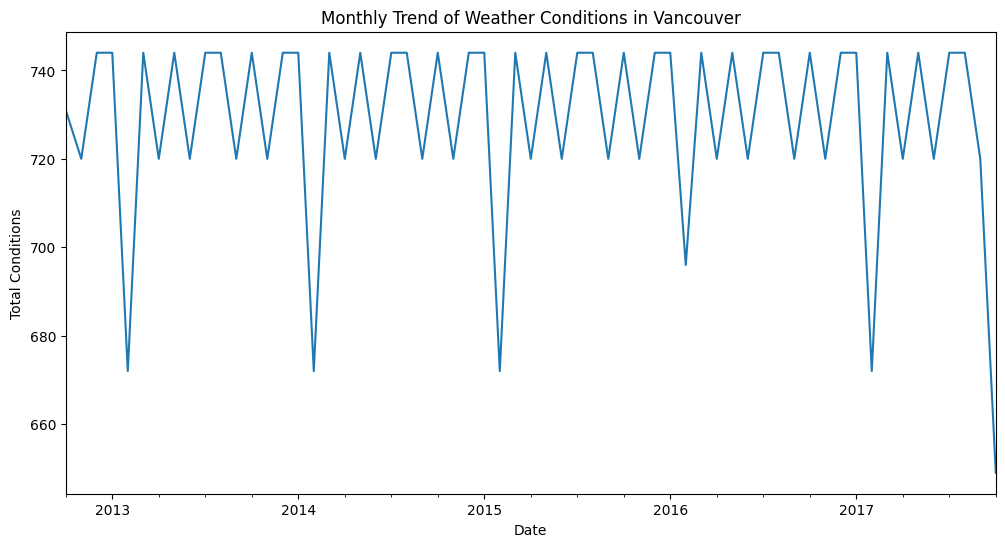 Monthly Trend of Weather Conditions in Vancouver
Total Conditions
740
720
700
680
660
2013 2014 2015 2016 2017
Date